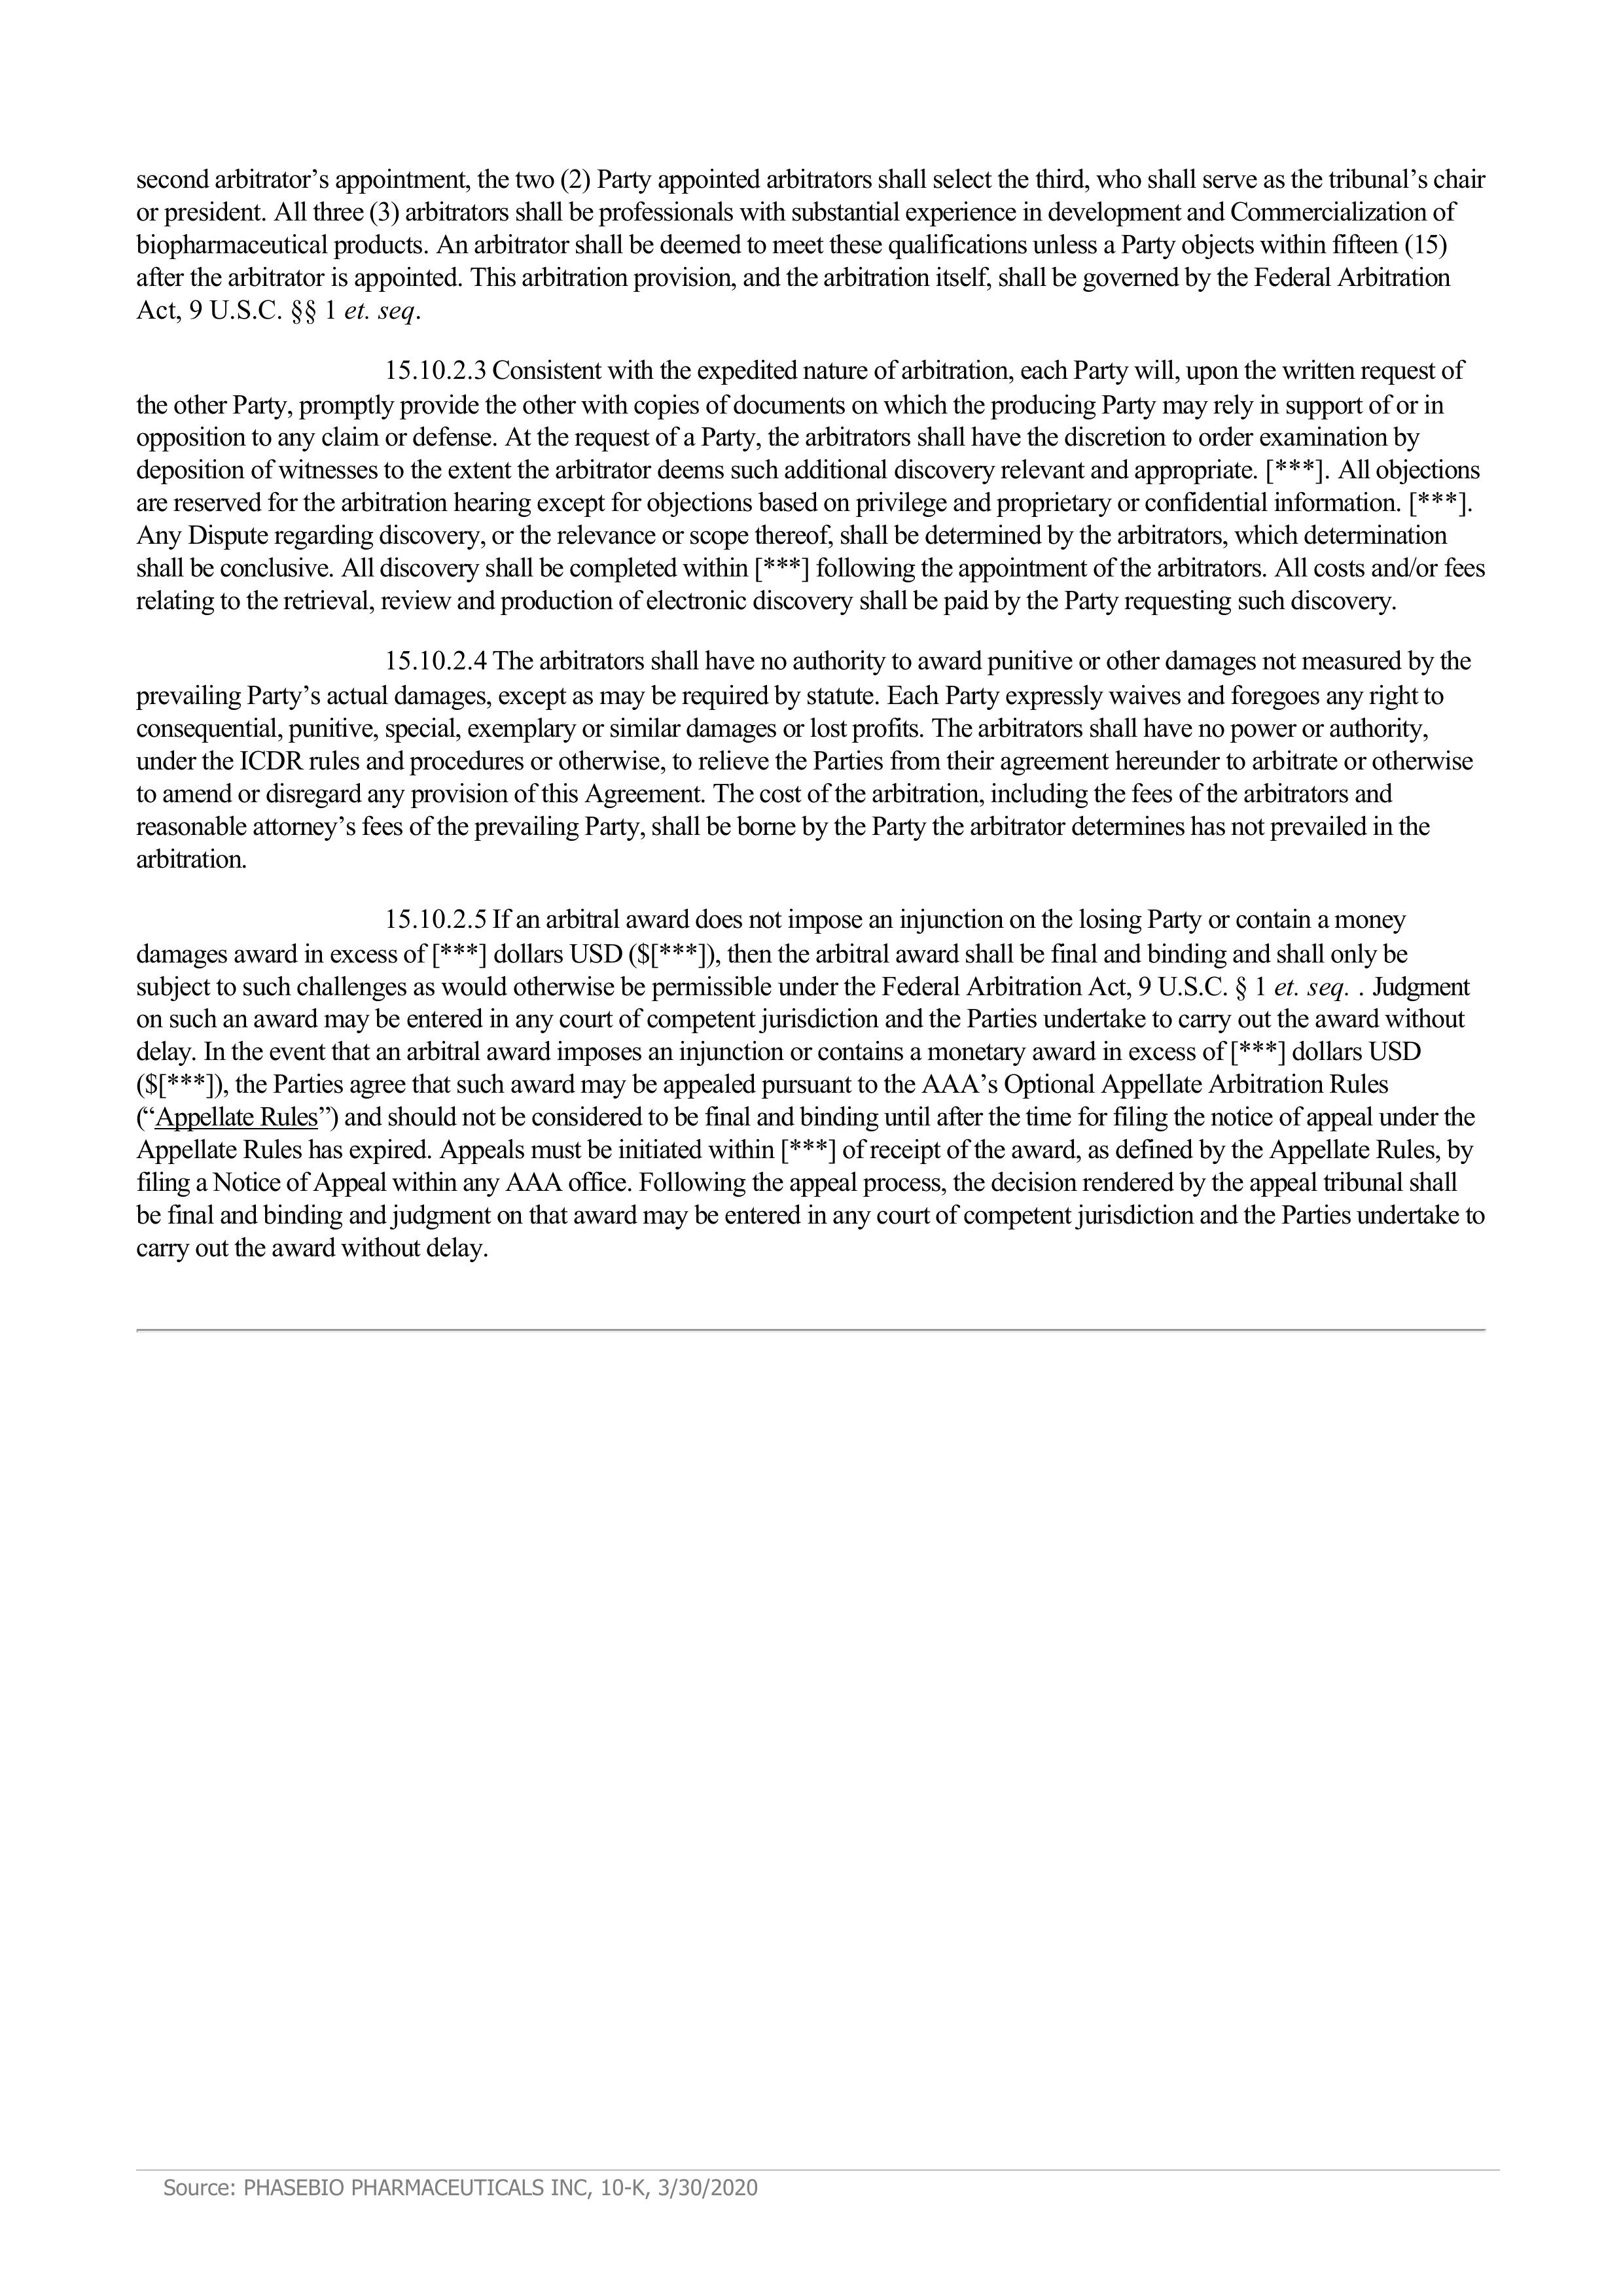 second arbitrator’s appointment, the two (2) Party appointed arbitrators shall select the third, who shall serve as the tribunal’s chair
or president. All three (3) arbitrators shall be professionals with substantial experience in development and Commercialization of
biopharmaceutical products. An arbitrator shall be deemed to meet these qualifications unless a Party objects within fifteen (15)
after the arbitrator is appointed. This arbitration provision, and the arbitration itself, shall be governed by the Federal Arbitration
Act, 9 U.S.C. §§ 1 et. seq.
15.10.2.3 Consistent with the expedited nature of arbitration, each Party will, upon the written request of
the other Party, promptly provide the other with copies of documents on which the producing Party may rely in support of or in
opposition to any claim or defense. At the request of a Party, the arbitrators shall have the discretion to order examination by
deposition of witnesses to the extent the arbitrator deems such additional discovery relevant and appropriate. [***]. All objections
are reserved for the arbitration hearing except for objections based on privilege and proprietary or confidential information. [***].
Any Dispute regarding discovery, or the relevance or scope thereof, shall be determined by the arbitrators, which determination
shall be conclusive. All discovery shall be completed within [***] following the appointment of the arbitrators. All costs and/or fees
relating to the retrieval, review and production of electronic discovery shall be paid by the Party requesting such discovery.
15.10.2.4 The arbitrators shall have no authority to award punitive or other damages not measured by the
prevailing Party’s actual damages, except as may be required by statute. Each Party expressly waives and foregoes any right to
consequential, punitive, special, exemplary or similar damages or lost profits. The arbitrators shall have no power or authority,
under the ICDR rules and procedures or otherwise, to relieve the Parties from their agreement hereunder to arbitrate or otherwise
to amend or disregard any provision of this Agreement. The cost of the arbitration, including the fees of the arbitrators and
reasonable attorney’s fees of the prevailing Party, shall be borne by the Party the arbitrator determines has not prevailed in the
arbitration.
15.10.2.5 If an arbitral award does not impose an injunction on the losing Party or contain a money
damages award in excess of [***] dollars USD ($[***]), then the arbitral award shall be final and binding and shall only be
subject to such challenges as would otherwise be permissible under the Federal Arbitration Act, 9 U.S.C. § 1 et. seq. . Judgment
on such an award may be entered in any court of competent jurisdiction and the Parties undertake to carry out the award without
delay. In the event that an arbitral award imposes an injunction or contains a monetary award in excess of [***] dollars USD
($[***]), the Parties agree that such award may be appealed pursuant to the AAA’s Optional Appellate Arbitration Rules
(“Appellate Rules”) and should not be considered to be final and binding until after the time for filing the notice of appeal under the
Appellate Rules has expired. Appeals must be initiated within [***] of receipt of the award, as defined by the Appellate Rules, by
filing a Notice of Appeal within any AAA office. Following the appeal process, the decision rendered by the appeal tribunal shall
be final and binding and judgment on that award may be entered in any court of competent jurisdiction and the Parties undertake to
carry out the award without delay.
Source: PHASEBIO PHARMACEUTICALS INC, 10-K, 3/30/2020